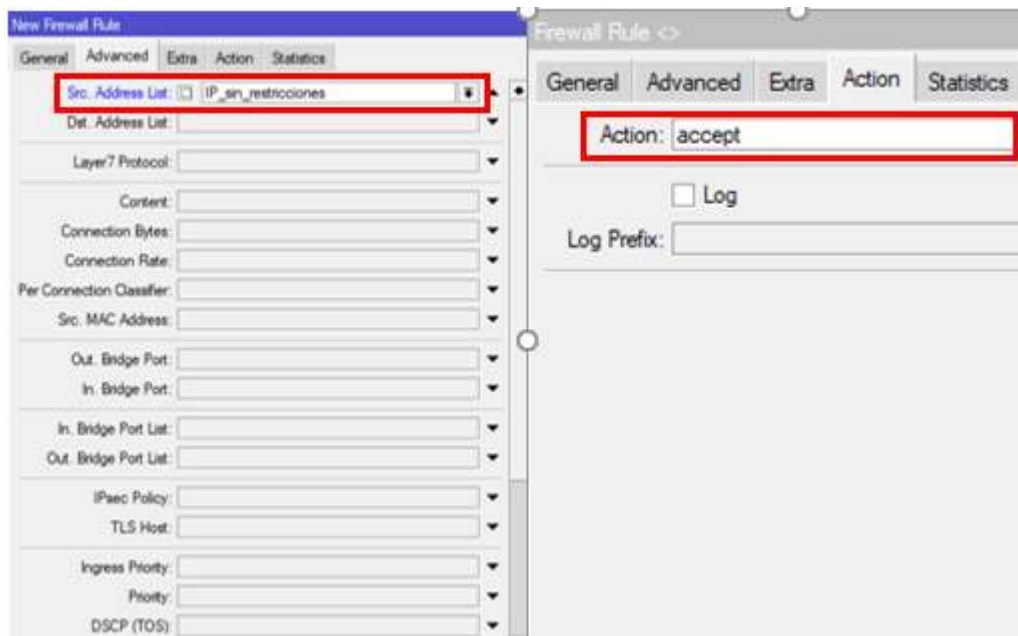 New Firewall Rule
General Advanced Extra Action Statistics
Src. Address List: IP_sin_restricciones
Dst. Address List:
Layer7 Protocol:
Content:
Connection Bytes:
Connection Rate:
Per Connection Classifier:
Src. MAC Address:
Out. Bridge Port:
In. Bridge Port:
In. Bridge Port List:
Out. Bridge Port List:
IPsec Policy:
TLS Host:
Ingress Priority:
Priority:
DSCP (TOS):
Firewall Rule <>
General Advanced Extra Action Statistics
Action: accept
Log
Log Prefix: